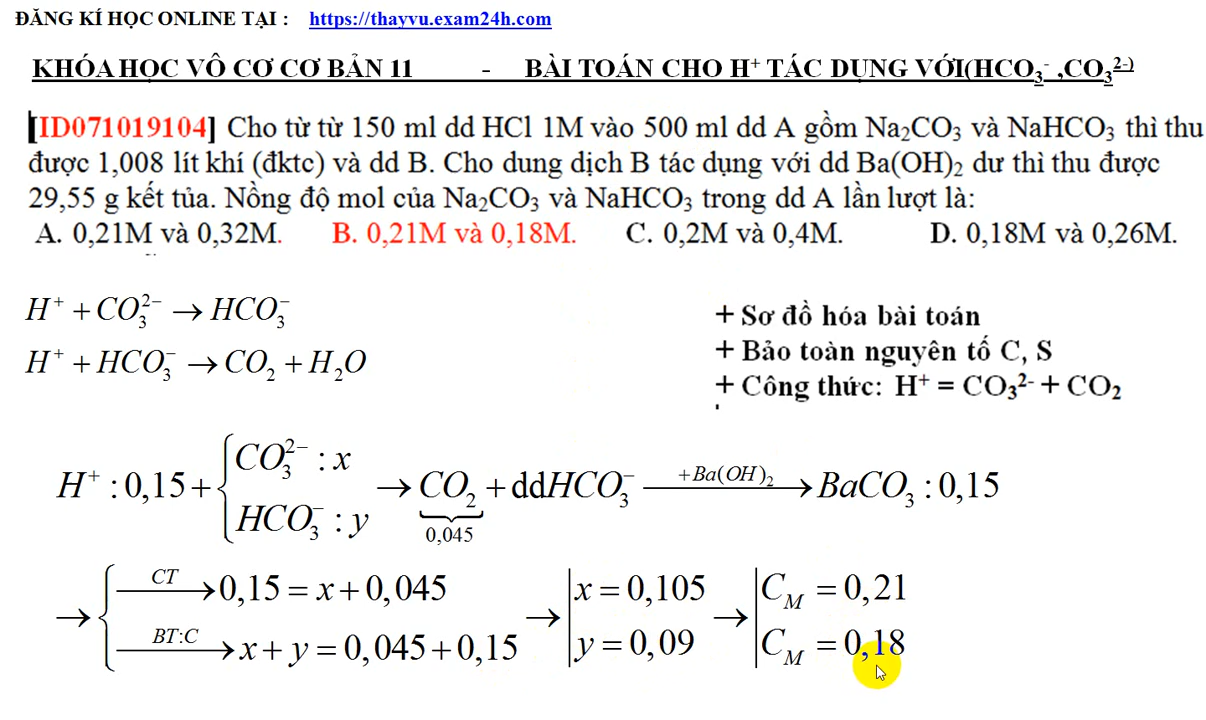 ĐĂNG KÍ HỌC ONLINE TẠI : https://thayvu.exam24h.com
KHÓA HỌC VÔ CƠ CƠ BẢN 11 - BÀI TOÁN CHO H⁺ TÁC DỤNG VỚI(HCO₃⁻ ,CO₃²⁻)
[ID071019104] Cho từ từ 150 ml dd HCl 1M vào 500 ml dd A gồm Na₂CO₃ và NaHCO₃ thì thu
được 1,008 lít khí (đktc) và dd B. Cho dung dịch B tác dụng với dd Ba(OH)₂ dư thì thu được
29,55 g kết tủa. Nồng độ mol của Na₂CO₃ và NaHCO₃ trong dd A lần lượt là:
A. 0,21M và 0,32M. B. 0,21M và 0,18M. C. 0,2M và 0,4M. D. 0,18M và 0,26M.
H⁺ + CO₃²⁻ → HCO₃⁻
H⁺ + HCO₃⁻ → CO₂ + H₂O
+ Sơ đồ hóa bài toán
+ Bảo toàn nguyên tố C, S
+ Công thức: H⁺ = CO₃²⁻ + CO₂
H⁺ : 0,15 + { CO₃²⁻ : x
HCO₃⁻ : y → CO₂ + ddHCO₃⁻ +Ba(OH)₂ → BaCO₃ : 0,15
0,045
→ { CT → 0,15 = x + 0,045
BT:C → x + y = 0,045 + 0,15
→ | x = 0,105
y = 0,09
→ | C_M = 0,21
C_M = 0,18